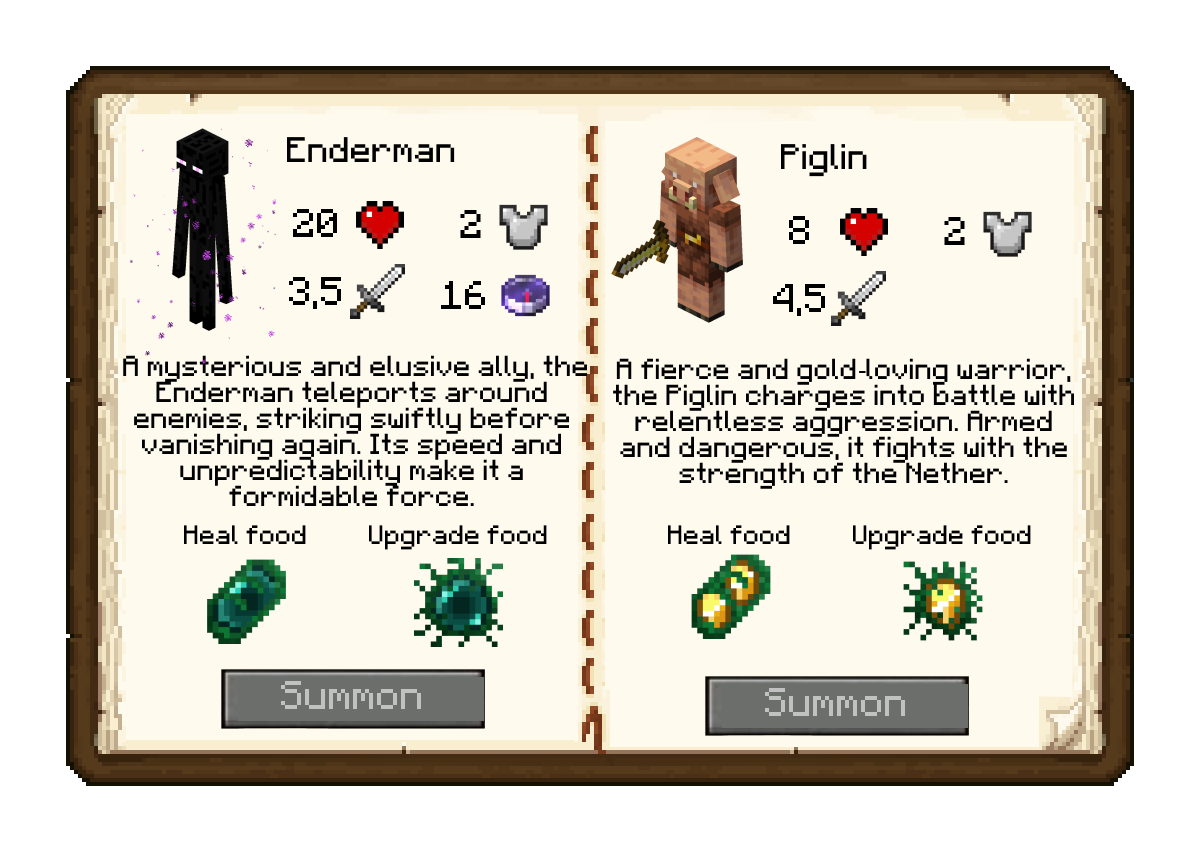 Enderman
20 2
3,5 16
A mysterious and elusive ally, the
Enderman teleports around
enemies, striking swiftly before
vanishing again. Its speed and
unpredictability make it a
formidable force.
Heal food Upgrade food
Summon
Piglin
8 2
4,5
A fierce and gold-loving warrior,
the Piglin charges into battle with
relentless aggression. Armed
and dangerous, it fights with the
strength of the Nether.
Heal food Upgrade food
Summon